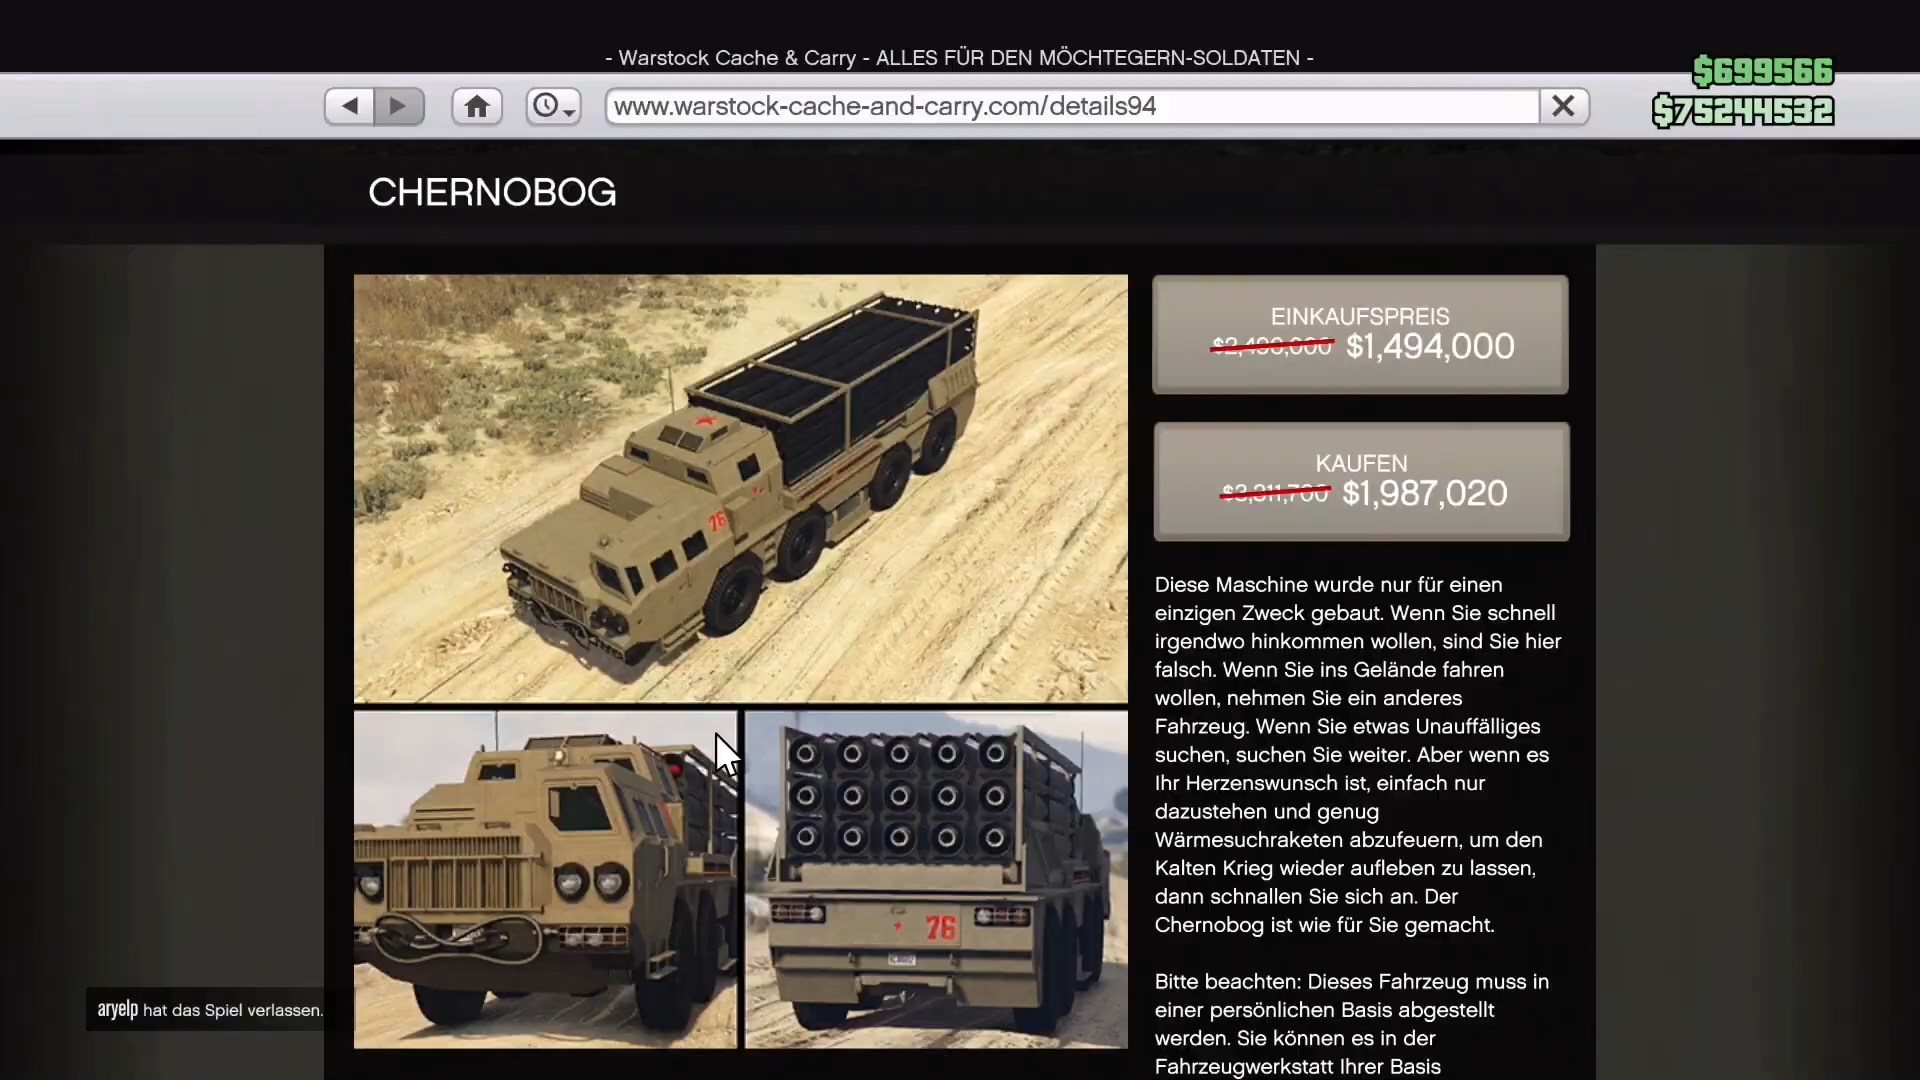 - Warstock Cache & Carry - ALLES FÜR DEN MÖCHTEGERN-SOLDATEN -
$699566
www.warstock-cache-and-carry.com/details94
$75244532
CHERNOBOG
EINKAUFSPREIS
$2,490,000 $1,494,000
KAUFEN
$3,311,700 $1,987,020
Diese Maschine wurde nur für einen
einzigen Zweck gebaut. Wenn Sie schnell
irgendwo hinkommen wollen, sind Sie hier
falsch. Wenn Sie ins Gelände fahren
wollen, nehmen Sie ein anderes
Fahrzeug. Wenn Sie etwas Unauffälliges
suchen, suchen Sie weiter. Aber wenn es
Ihr Herzenswunsch ist, einfach nur
dazustehen und genug
Wärmesuchraketen abzufeuern, um den
Kalten Krieg wieder aufleben zu lassen,
dann schnallen Sie sich an. Der
Chernobog ist wie für Sie gemacht.
Bitte beachten: Dieses Fahrzeug muss in
einer persönlichen Basis abgestellt
werden. Sie können es in der
Fahrzeugwerkstatt Ihrer Basis
76
76
aryelp hat das Spiel verlassen.